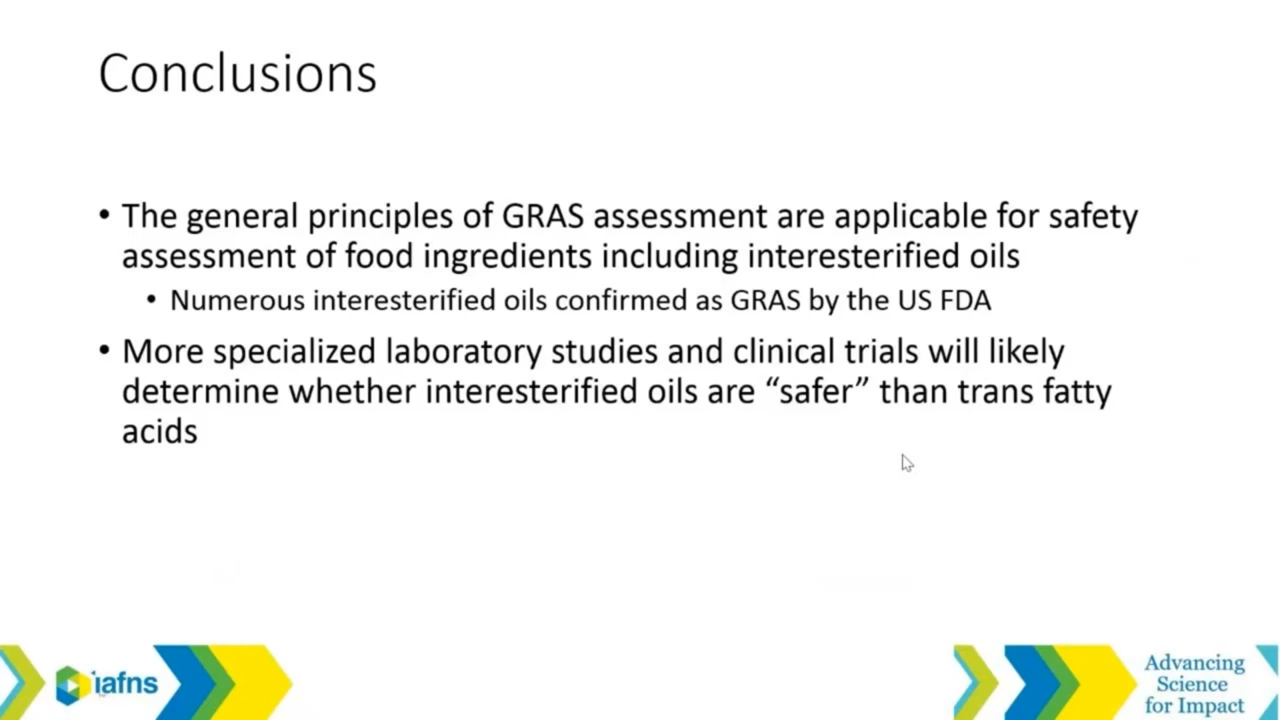 Conclusions
• The general principles of GRAS assessment are applicable for safety
assessment of food ingredients including interesterified oils
• Numerous interesterified oils confirmed as GRAS by the US FDA
• More specialized laboratory studies and clinical trials will likely
determine whether interesterified oils are “safer” than trans fatty
acids
iafns
Advancing
Science
for Impact